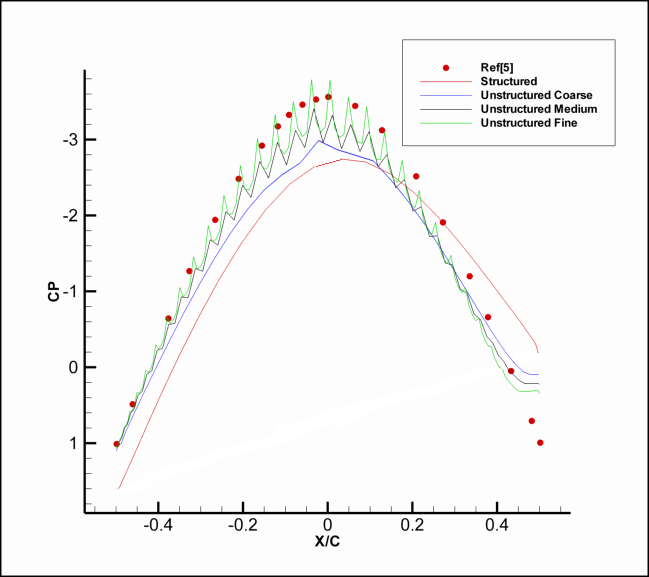 Ref[5]
Structured
Unstructured Coarse
Unstructured Medium
Unstructured Fine
-3
-2
-1
0
1
CP
-0.4 -0.2 0 0.2 0.4
X/C